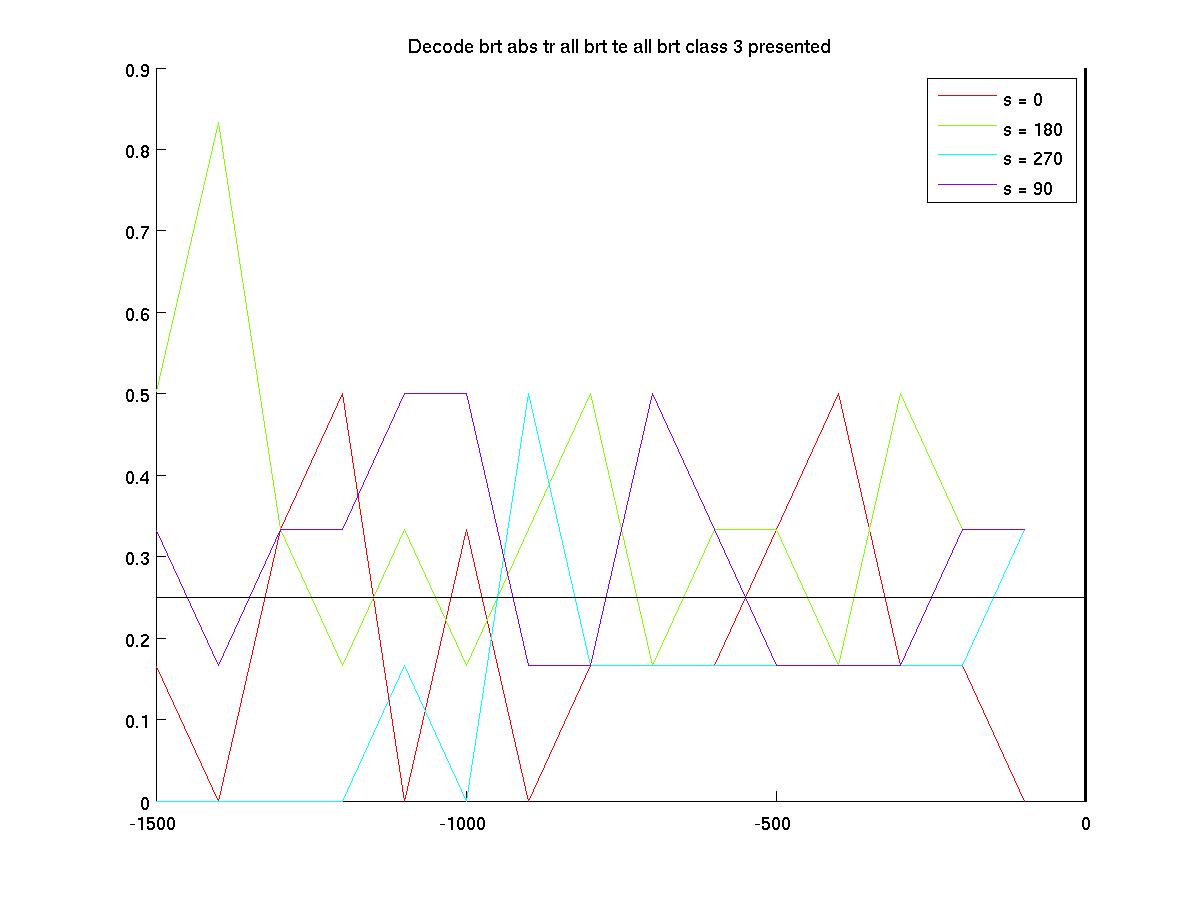 Decode brt abs tr all brt te all brt class 3 presented
0.9
0.8
0.7
0.6
0.5
0.4
0.3
0.2
0.1
0
-1500
-1000
-500
0
s = 0
s = 180
s = 270
s = 90